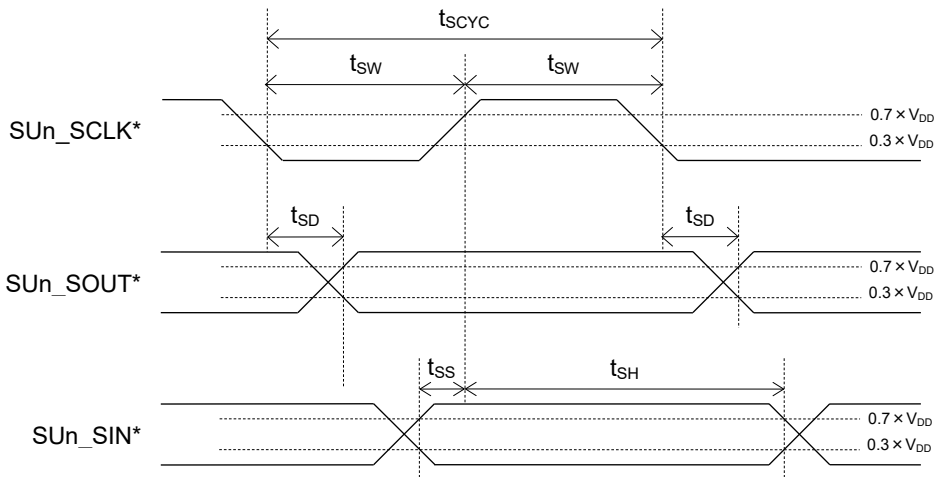 tSCYC
tSW tSW
SUn_SCLK*
0.7 × VDD
0.3 × VDD
tSD tSD
SUn_SOUT*
0.7 × VDD
0.3 × VDD
tSS tSH
SUn_SIN*
0.7 × VDD
0.3 × VDD